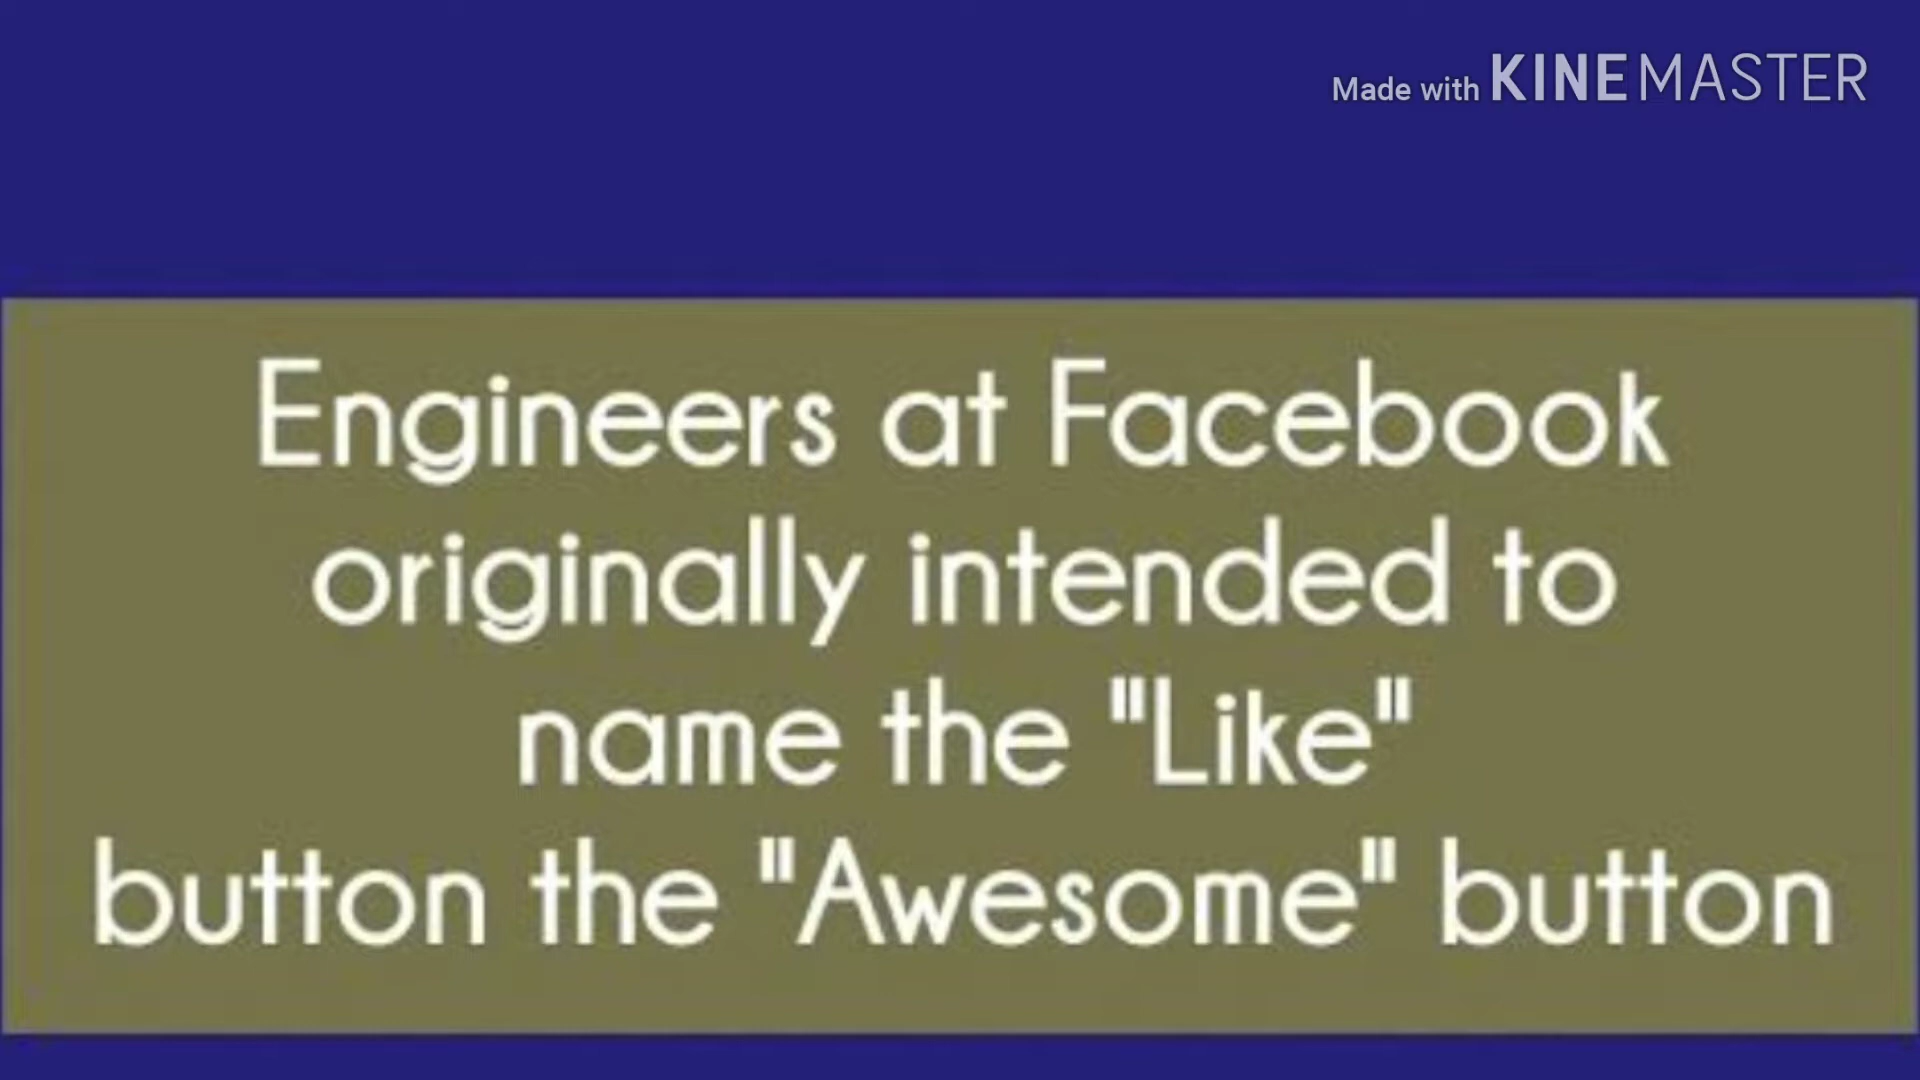 Made with KINEMASTER
Engineers at Facebook
originally intended to
name the "Like"
button the "Awesome" button